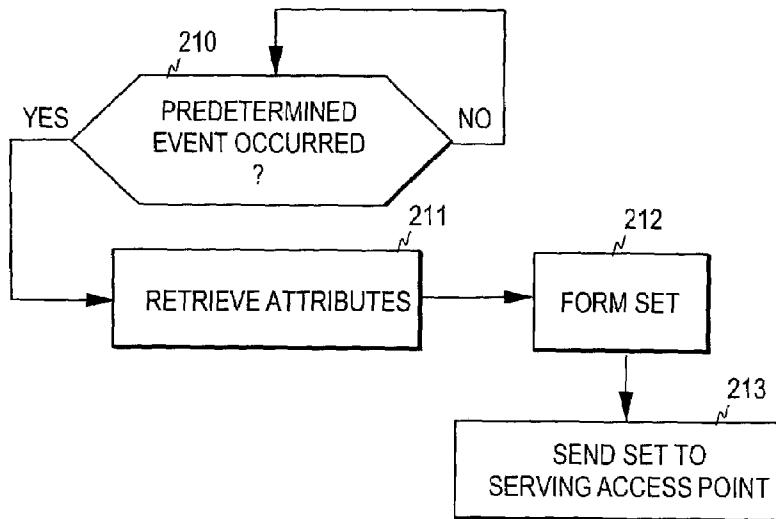 210
PREDETERMINED
EVENT OCCURRED
?
YES
NO
211
RETRIEVE ATTRIBUTES
212
FORM SET
213
SEND SET TO
SERVING ACCESS POINT